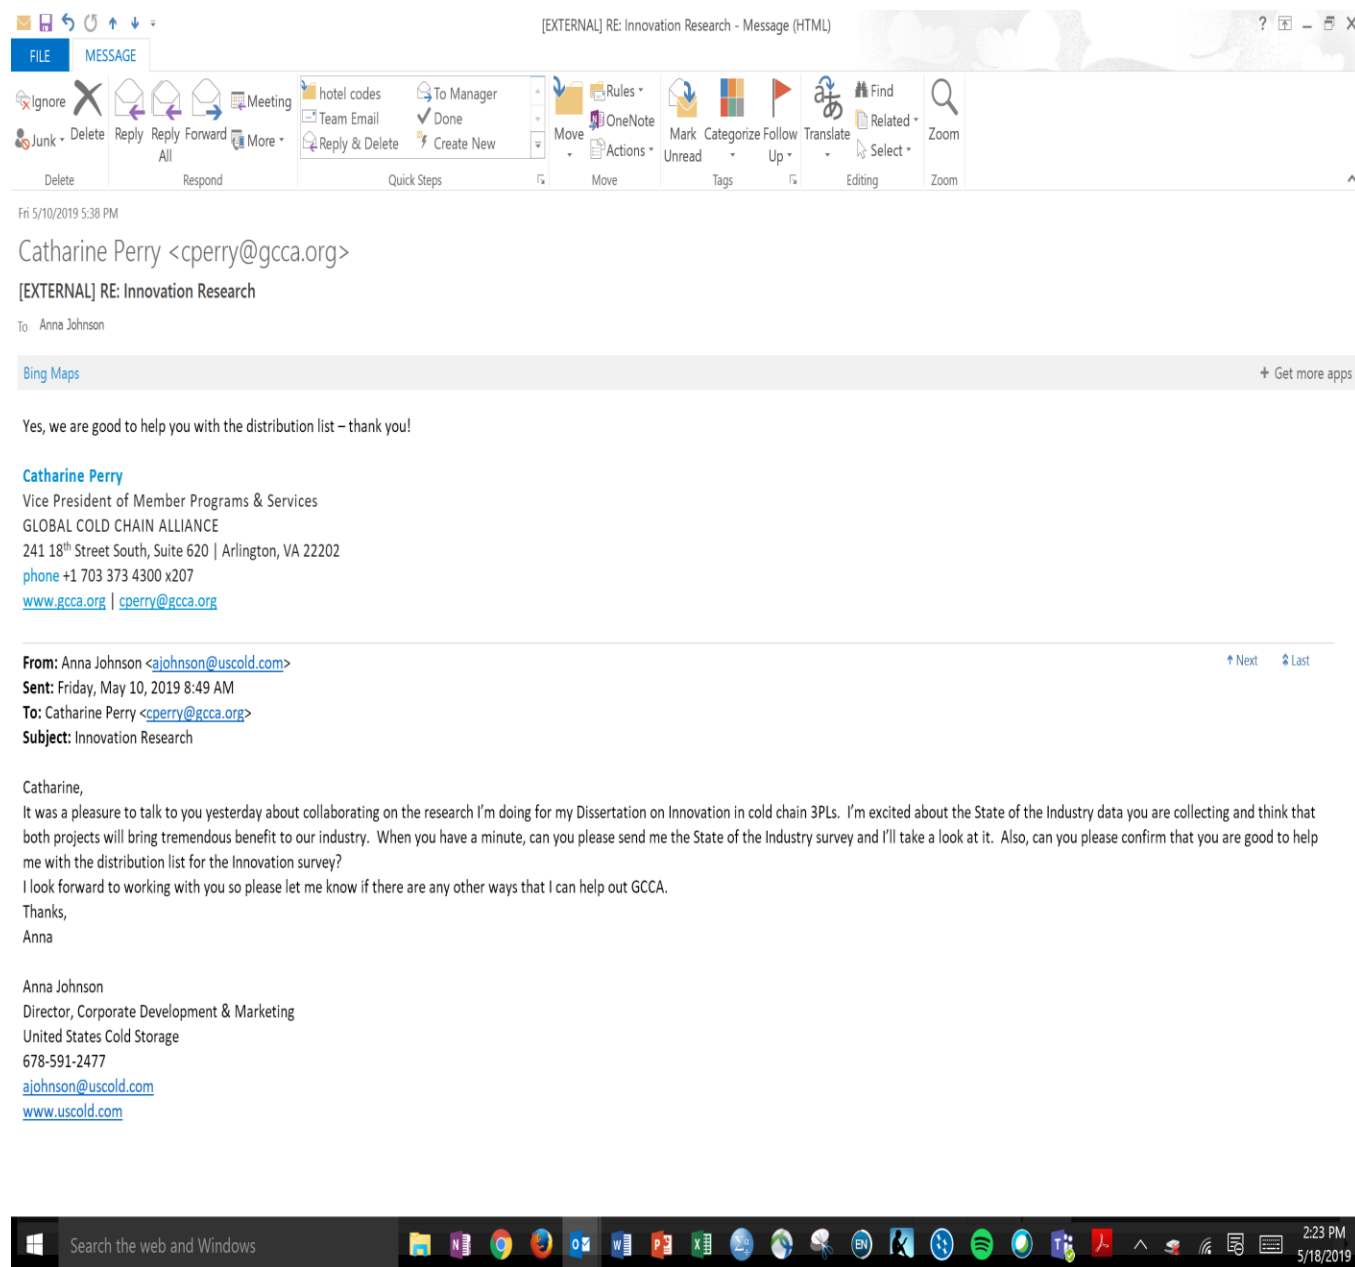 [EXTERNAL] RE: Innovation Research - Message (HTML)
?
FILE
MESSAGE
Ignore
Junk
Delete
Reply
Reply All
Forward
Meeting
More
hotel codes
Team Email
Reply & Delete
To Manager
Done
Create New
Move
Rules
OneNote
Actions
Mark Unread
Categorize
Follow Up
Translate
Find
Related
Select
Zoom
Delete
Respond
Quick Steps
Move
Tags
Editing
Zoom
Fri 5/10/2019 5:38 PM
Catharine Perry <cperry@gcca.org>
[EXTERNAL] RE: Innovation Research
To Anna Johnson
Bing Maps
+ Get more apps
Yes, we are good to help you with the distribution list – thank you!
Catharine Perry
Vice President of Member Programs & Services
GLOBAL COLD CHAIN ALLIANCE
241 18th Street South, Suite 620 | Arlington, VA 22202
phone +1 703 373 4300 x207
www.gcca.org | cperry@gcca.org
From: Anna Johnson <ajohnson@uscold.com>
Next
Last
Sent: Friday, May 10, 2019 8:49 AM
To: Catharine Perry <cperry@gcca.org>
Subject: Innovation Research
Catharine,
It was a pleasure to talk to you yesterday about collaborating on the research I'm doing for my Dissertation on Innovation in cold chain 3PLs.  I'm excited about the State of the Industry data you are collecting and think that
both projects will bring tremendous benefit to our industry.  When you have a minute, can you please send me the State of the Industry survey and I'll take a look at it.  Also, can you please confirm that you are good to help
me with the distribution list for the Innovation survey?
I look forward to working with you so please let me know if there are any other ways that I can help out GCCA.
Thanks,
Anna
Anna Johnson
Director, Corporate Development & Marketing
United States Cold Storage
678-591-2477
ajohnson@uscold.com
www.uscold.com
Search the web and Windows
EN
2:23 PM
5/18/2019